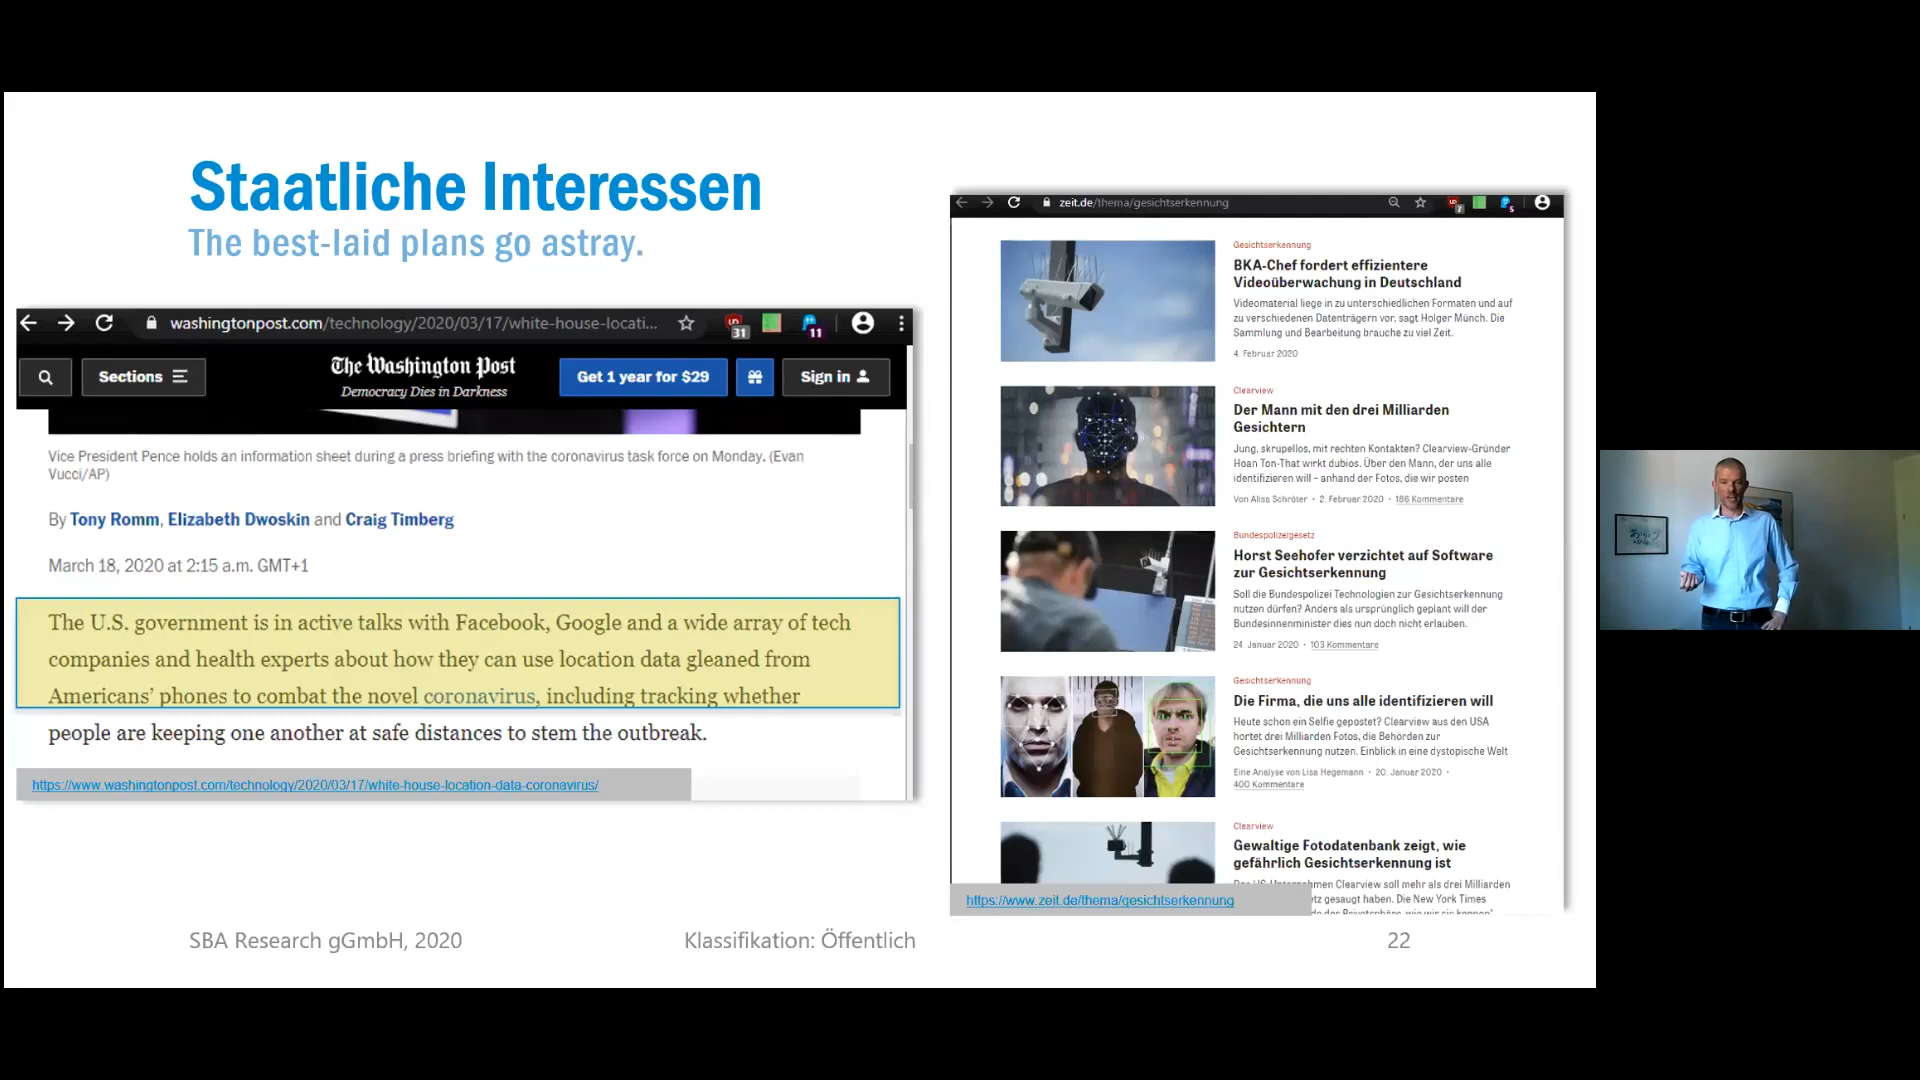 Staatliche Interessen
The best-laid plans go astray.
washingtonpost.com/technology/2020/03/17/white-house-locati...
31
11
Sections
The Washington Post
Democracy Dies in Darkness
Get 1 year for $29
Sign in
Vice President Pence holds an information sheet during a press briefing with the coronavirus task force on Monday. (Evan
Vucci/AP)
By Tony Romm, Elizabeth Dwoskin and Craig Timberg
March 18, 2020 at 2:15 a.m. GMT+1
The U.S. government is in active talks with Facebook, Google and a wide array of tech
companies and health experts about how they can use location data gleaned from
Americans’ phones to combat the novel coronavirus, including tracking whether
people are keeping one another at safe distances to stem the outbreak.
https://www.washingtonpost.com/technology/2020/03/17/white-house-location-data-coronavirus/
zeit.de/thema/gesichtserkennung
7
5
Gesichtserkennung
BKA-Chef fordert effizientere
Videoüberwachung in Deutschland
Videomaterial liege in zu unterschiedlichen Formaten und auf
zu verschiedenen Datenträgern vor, sagt Holger Münch. Die
Sammlung und Bearbeitung brauche zu viel Zeit.
4. Februar 2020
Clearview
Der Mann mit den drei Milliarden
Gesichtern
Jung, skrupellos, mit rechten Kontakten? Clearview-Gründer
Hoan Ton-That wirkt dubios. Über den Mann, der uns alle
identifizieren will – anhand der Fotos, die wir posten
Von Alisa Schröter • 2. Februar 2020 • 186 Kommentare
Bundespolizeigesetz
Horst Seehofer verzichtet auf Software
zur Gesichtserkennung
Soll die Bundespolizei Technologien zur Gesichtserkennung
nutzen dürfen? Anders als ursprünglich geplant will der
Bundesinnenminister dies nun doch nicht erlauben.
24. Januar 2020 • 103 Kommentare
Gesichtserkennung
Die Firma, die uns alle identifizieren will
Heute schon ein Selfie gepostet? Clearview aus den USA
hortet drei Milliarden Fotos, die Behörden zur
Gesichtserkennung nutzen. Einblick in eine dystopische Welt
Eine Analyse von Lisa Hegemann • 20. Januar 2020 •
400 Kommentare
Clearview
Gewaltige Fotodatenbank zeigt, wie
gefährlich Gesichtserkennung ist
Clearview soll mehr als drei Milliarden
gesaugt haben. Die New York Times
https://www.zeit.de/thema/gesichtserkennung
SBA Research gGmbH, 2020
Klassifikation: Öffentlich
22